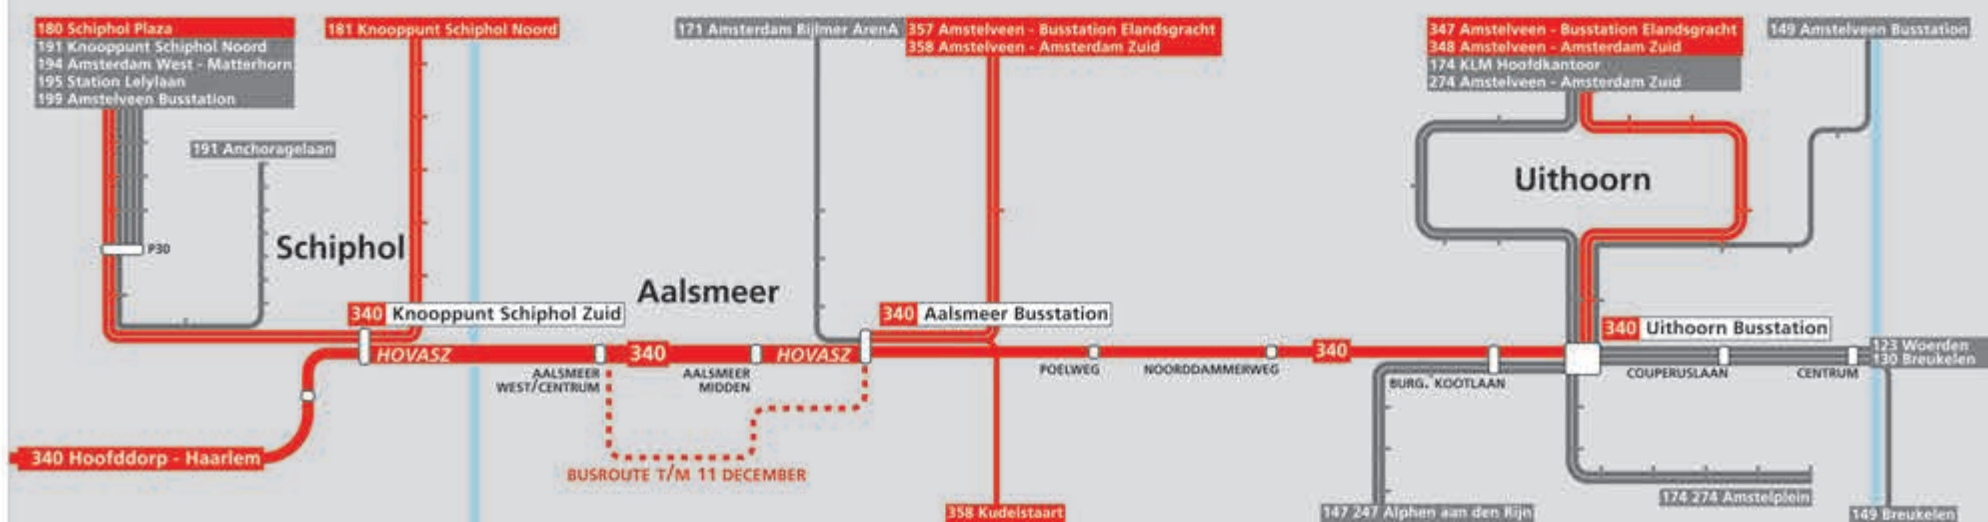 180 Schiphol Plaza
191 Knooppunt Schiphol Noord
194 Amsterdam West - Matterhorn
195 Station Lelylaan
199 Amstelveen Busstation
181 Knooppunt Schiphol Noord
171 Amsterdam Bijlmer ArenA
357 Amstelveen - Busstation Elandsgracht
358 Amstelveen - Amsterdam Zuid
347 Amstelveen - Busstation Elandsgracht
348 Amstelveen - Amsterdam Zuid
174 KLM Hoofdkantoor
274 Amstelveen - Amsterdam Zuid
149 Amstelveen Busstation
191 Anchoragelaan
Uithoorn
P30
Schiphol
Aalsmeer
340 Knooppunt Schiphol Zuid
340 Aalsmeer Busstation
340 Uithoorn Busstation
HOVASZ
340
HOVASZ
340
123 Woerden
130 Breukelen
AALSMEER
WEST/CENTRUM
AALSMEER
MIDDEN
POELWEG
NOORDDAMMERWEG
BURG. KOOTLAAN
COUPERUSLAAN
CENTRUM
340 Hoofddorp - Haarlem
BUSROUTE T/M 11 DECEMBER
174 274 Amstelplein
358 Kudelstaart
147 247 Alphen aan den Rijn
149 Breukelen